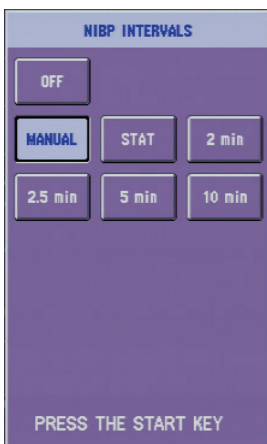 NIBP INTERVALS
OFF
MANUAL STAT 2 min
2.5 min 5 min 10 min
PRESS THE START KEY